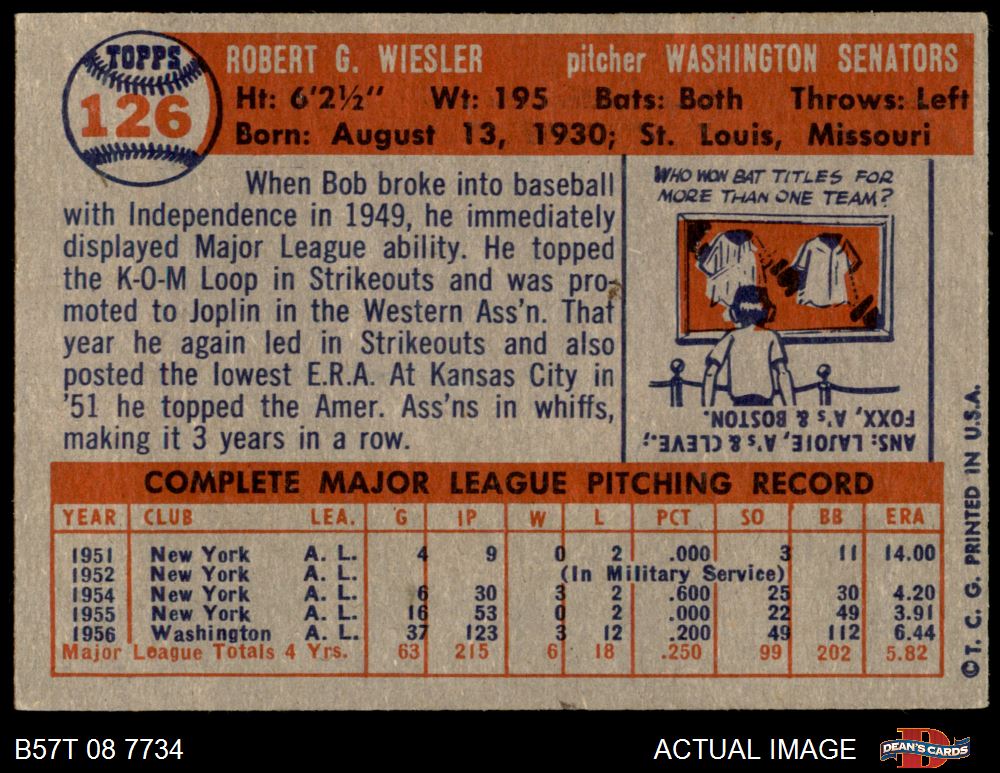 TOPPS
126
ROBERT G. WIESLER pitcher WASHINGTON SENATORS
Ht: 6'2½" Wt: 195 Bats: Both Throws: Left
Born: August 13, 1930; St. Louis, Missouri
When Bob broke into baseball
with Independence in 1949, he immediately
displayed Major League ability. He topped
the K-O-M Loop in Strikeouts and was pro-
moted to Joplin in the Western Ass'n. That
year he again led in Strikeouts and also
posted the lowest E.R.A. At Kansas City in
'51 he topped the Amer. Ass'ns in whiffs,
making it 3 years in a row.
WHO WON BAT TITLES FOR
MORE THAN ONE TEAM?
ANS: LAJOIE, A's & CLEVE.;
FOXX, A's & BOSTON.
COMPLETE MAJOR LEAGUE PITCHING RECORD
YEAR CLUB LEA. G IP W L PCT SO BB ERA
1951 New York A. L. 4 9 0 2 .000 3 11 14.00
1952 New York A. L. (In Military Service)
1954 New York A. L. 6 30 3 2 .600 25 30 4.20
1955 New York A. L. 16 53 0 2 .000 22 49 3.91
1956 Washington A. L. 37 123 3 12 .200 49 112 6.44
Major League Totals 4 Yrs. 63 215 6 18 .250 99 202 5.82
© T. C. G. PRINTED IN U.S.A.
B57T 08 7734 ACTUAL IMAGE DEAN'S CARDS